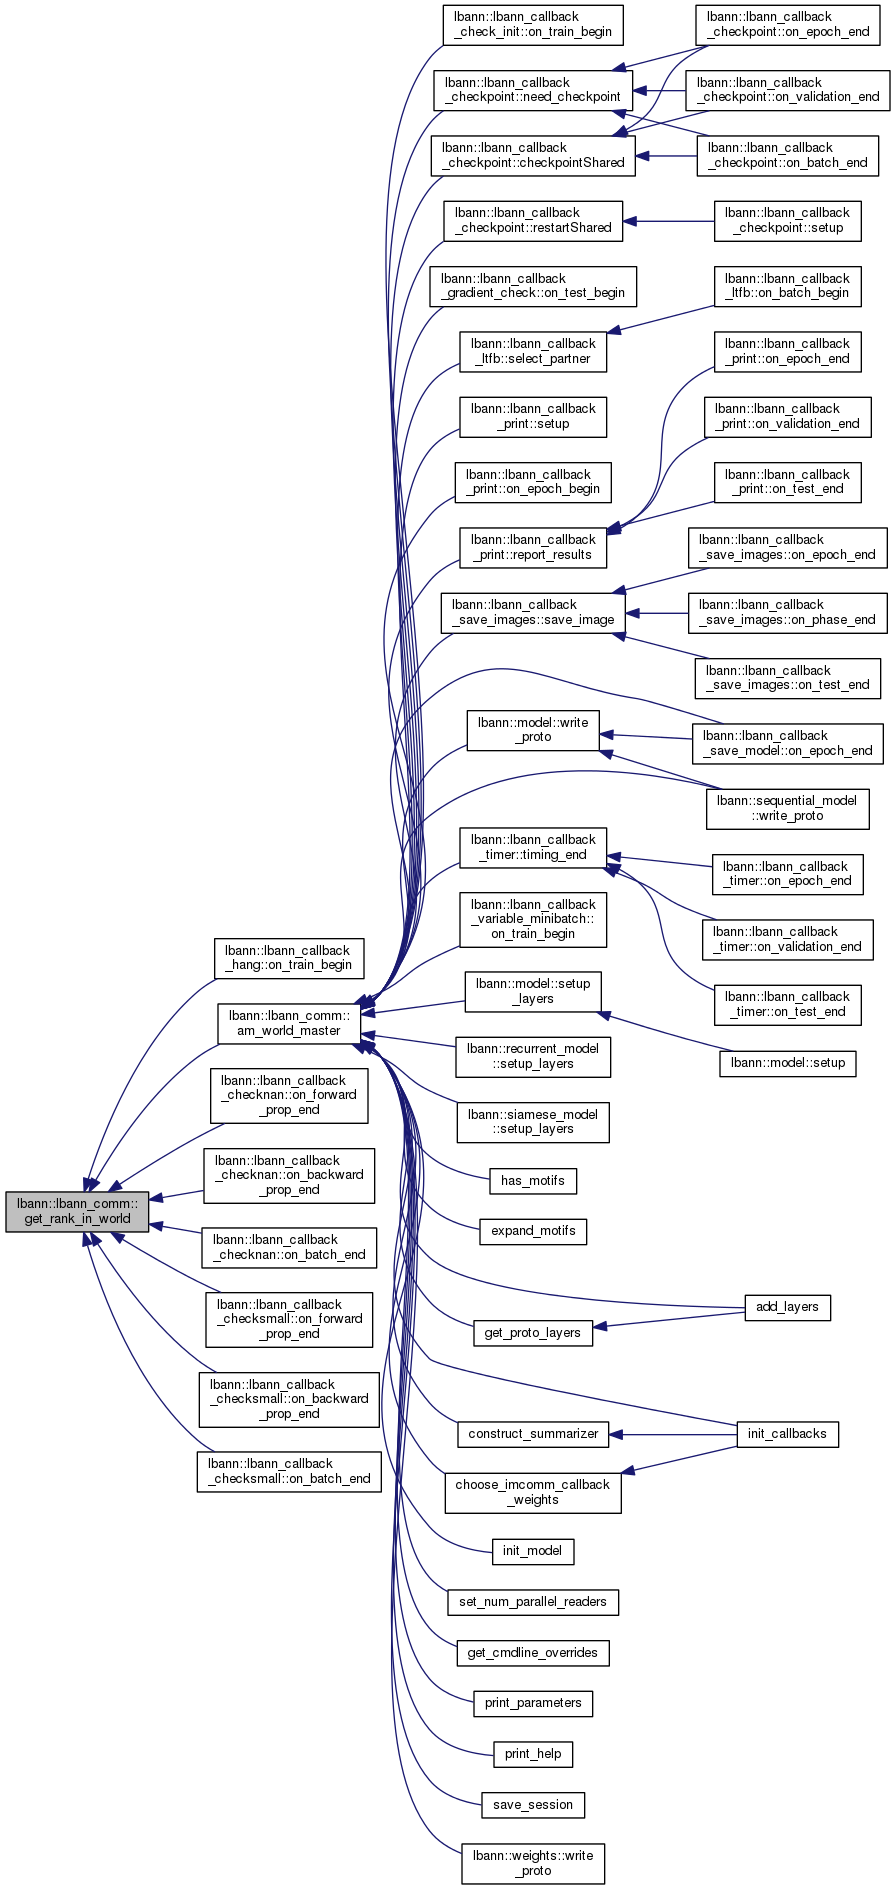 lbann::lbann_comm::
get_rank_in_world
lbann::lbann_callback
_hang::on_train_begin
lbann::lbann_comm::
am_world_master
lbann::lbann_callback
_checknan::on_forward
_prop_end
lbann::lbann_callback
_checknan::on_backward
_prop_end
lbann::lbann_callback
_checknan::on_batch_end
lbann::lbann_callback
_checksmall::on_forward
_prop_end
lbann::lbann_callback
_checksmall::on_backward
_prop_end
lbann::lbann_callback
_checksmall::on_batch_end
lbann::lbann_callback
_check_init::on_train_begin
lbann::lbann_callback
_checkpoint::need_checkpoint
lbann::lbann_callback
_checkpoint::checkpointShared
lbann::lbann_callback
_checkpoint::restartShared
lbann::lbann_callback
_gradient_check::on_test_begin
lbann::lbann_callback
_ltfb::select_partner
lbann::lbann_callback
_print::setup
lbann::lbann_callback
_print::on_epoch_begin
lbann::lbann_callback
_print::report_results
lbann::lbann_callback
_save_images::save_image
lbann::model::write
_proto
lbann::lbann_callback
_timer::timing_end
lbann::lbann_callback
_variable_minibatch::
on_train_begin
lbann::model::setup
_layers
lbann::recurrent_model
::setup_layers
lbann::siamese_model
::setup_layers
has_motifs
expand_motifs
get_proto_layers
construct_summarizer
choose_imcomm_callback
_weights
init_model
set_num_parallel_readers
get_cmdline_overrides
print_parameters
print_help
save_session
lbann::weights::write
_proto
lbann::lbann_callback
_checkpoint::on_epoch_end
lbann::lbann_callback
_checkpoint::on_validation_end
lbann::lbann_callback
_checkpoint::on_batch_end
lbann::lbann_callback
_checkpoint::setup
lbann::lbann_callback
_ltfb::on_batch_begin
lbann::lbann_callback
_print::on_epoch_end
lbann::lbann_callback
_print::on_validation_end
lbann::lbann_callback
_print::on_test_end
lbann::lbann_callback
_save_images::on_epoch_end
lbann::lbann_callback
_save_images::on_phase_end
lbann::lbann_callback
_save_images::on_test_end
lbann::lbann_callback
_save_model::on_epoch_end
lbann::sequential_model
::write_proto
lbann::lbann_callback
_timer::on_epoch_end
lbann::lbann_callback
_timer::on_validation_end
lbann::lbann_callback
_timer::on_test_end
lbann::model::setup
add_layers
init_callbacks